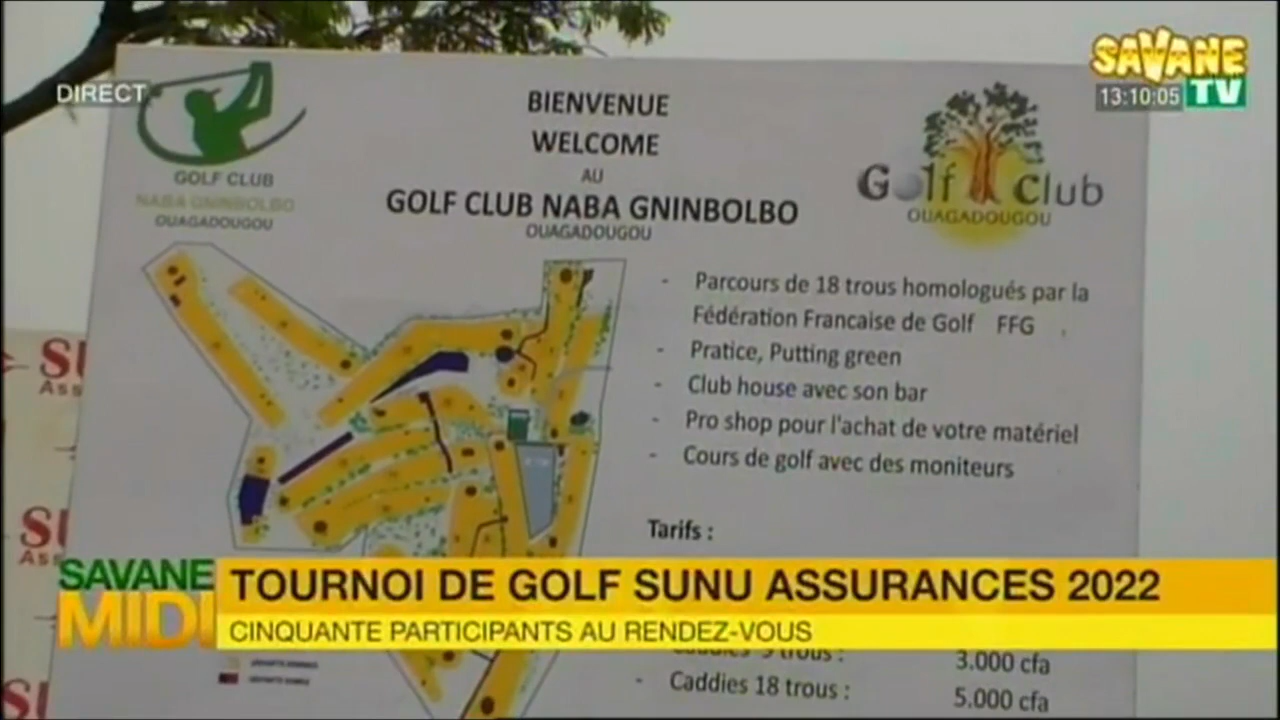 DIRECT
SAVANE
TV
13:10:05
GOLF CLUB
NABA GNINBOLBO
OUAGADOUGOU
BIENVENUE
WELCOME
AU
GOLF CLUB NABA GNINBOLBO
OUAGADOUGOU
Golf Club
OUAGADOUGOU
- Parcours de 18 trous homologués par la
Fédération Francaise de Golf FFG
- Pratice, Putting green
- Club house avec son bar
- Pro shop pour l'achat de votre matériel
- Cours de golf avec des moniteurs
Tarifs :
SAVANE
MIDI
TOURNOI DE GOLF SUNU ASSURANCES 2022
CINQUANTE PARTICIPANTS AU RENDEZ-VOUS
Caddies 9 trous : 3.000 cfa
- Caddies 18 trous : 5.000 cfa